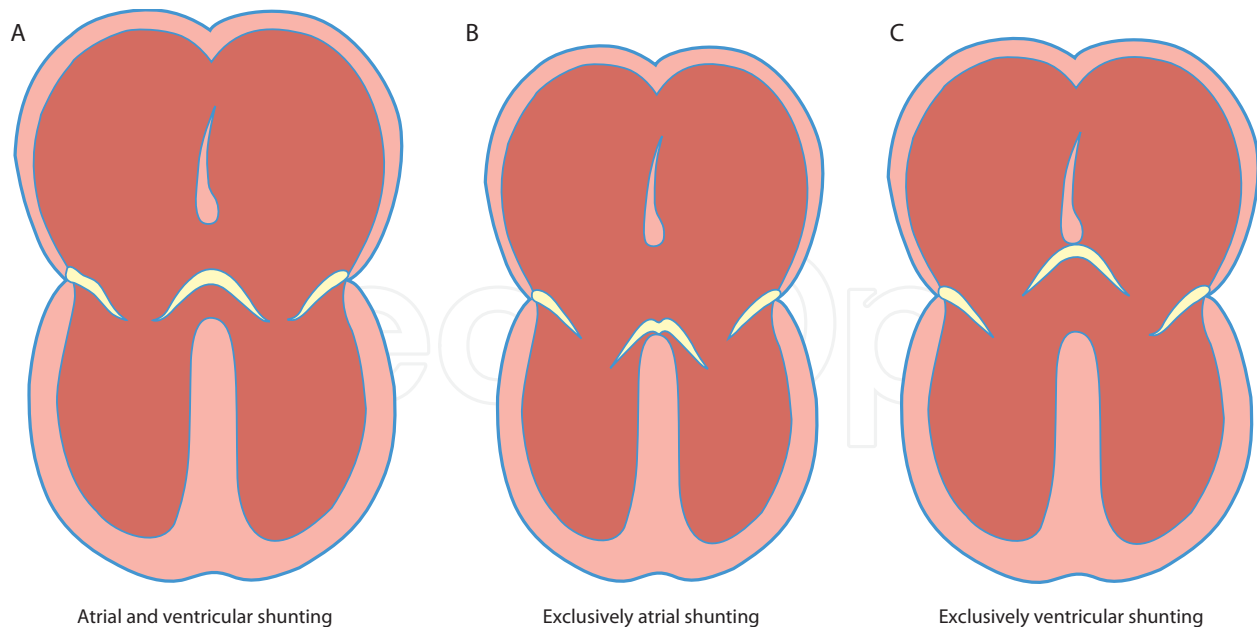 A
B
C
Atrial and ventricular shunting
Exclusively atrial shunting
Exclusively ventricular shunting